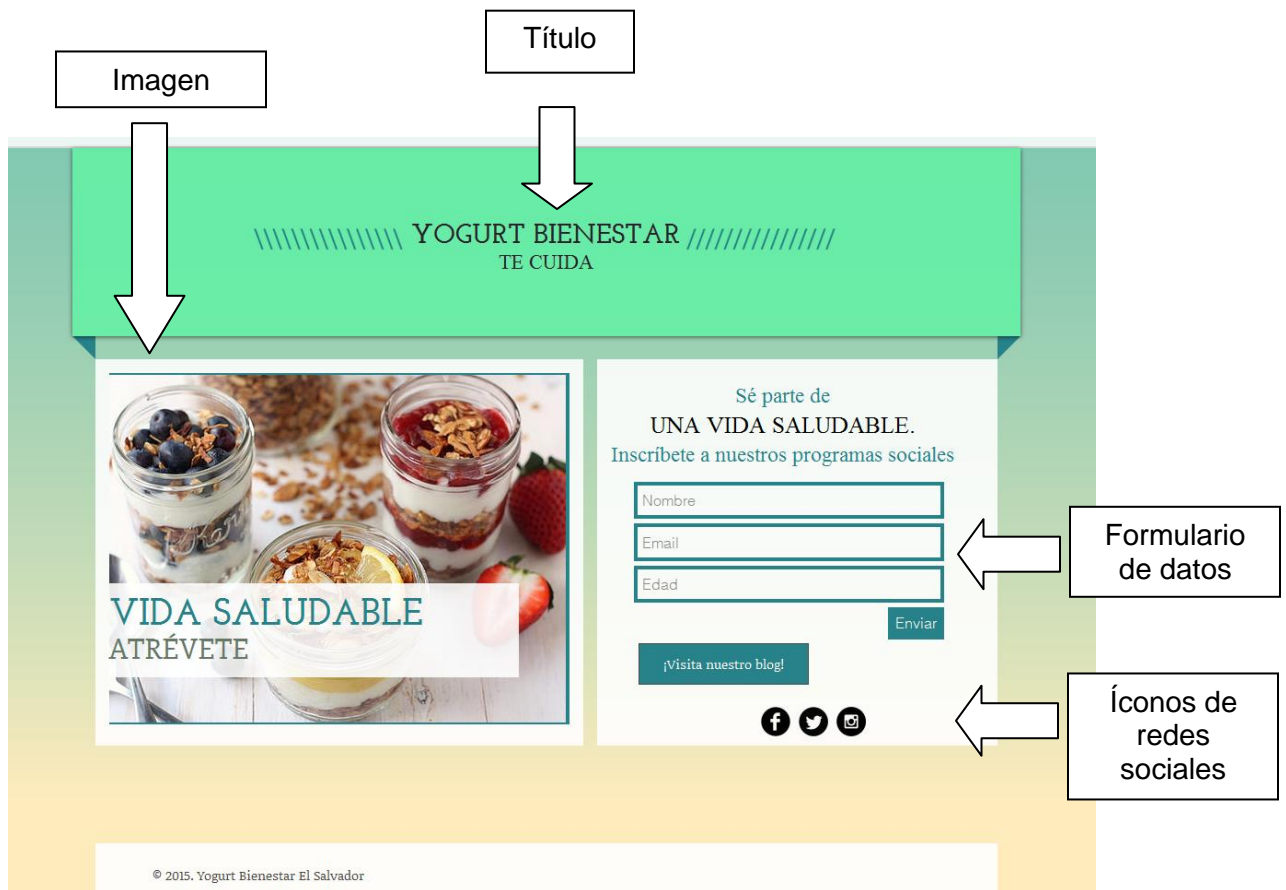 Título
Imagen
\\\\\\\\\\\\\\\\ YOGURT BIENESTAR ////////////////
TE CUIDA
VIDA SALUDABLE
ATRÉVETE
Sé parte de
UNA VIDA SALUDABLE.
Inscríbete a nuestros programas sociales
Nombre
Email
Edad
Enviar
¡Visita nuestro blog!
Formulario
de datos
Íconos de
redes
sociales
© 2015. Yogurt Bienestar El Salvador